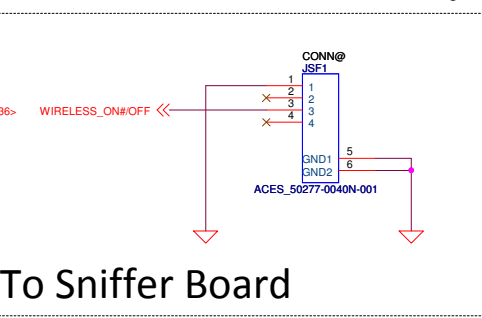 CONN@
JSF1
1 1
2 2
36> WIRELESS_ON#/OFF 3 3
4 4
GND1 5
GND2 6
ACES_50277-0040N-001
To Sniffer Board